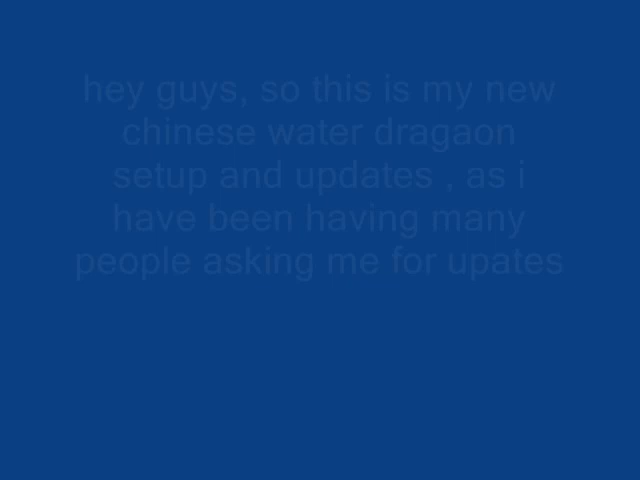 hey guys, so this is my new
chinese water dragaon
setup and updates , as i
have been having many
people asking me for upates